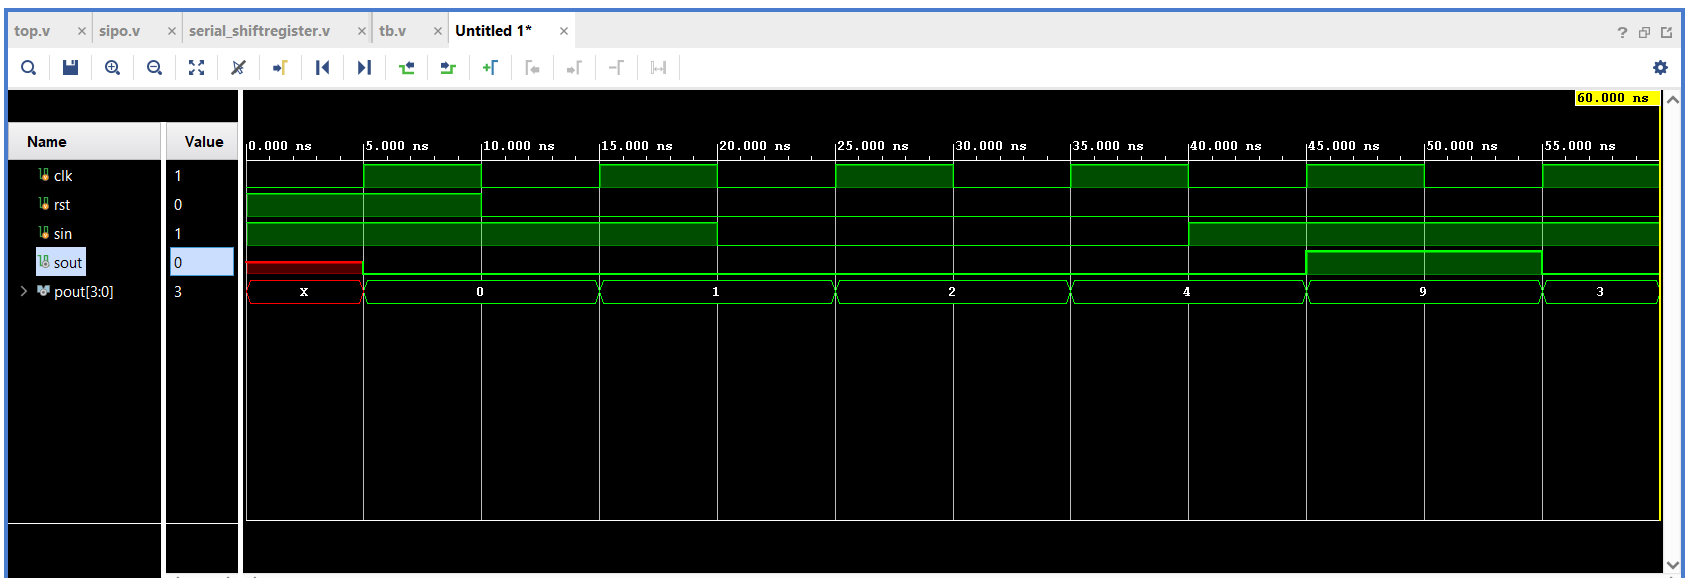 top.v × sipo.v × serial_shiftregister.v × tb.v × Untitled 1* × ?
60.000 ns
Name Value 0.000 ns 5.000 ns 10.000 ns 15.000 ns 20.000 ns 25.000 ns 30.000 ns 35.000 ns 40.000 ns 45.000 ns 50.000 ns 55.000 ns
clk 1
rst 0
sin 1
sout 0
pout[3:0] 3 X 0 1 2 4 9 3